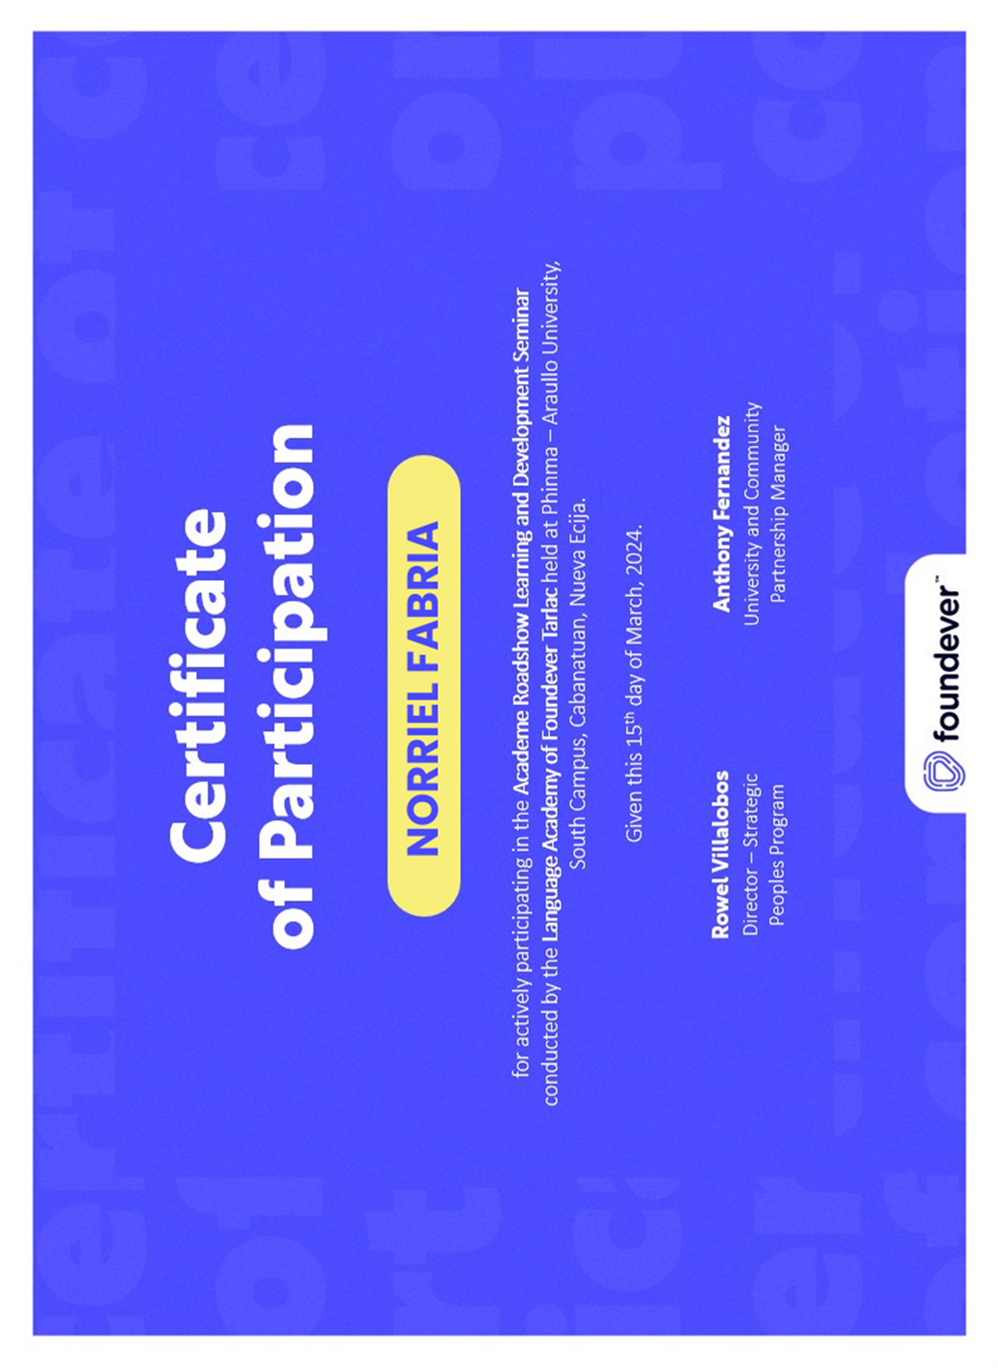 Certificate
of Participation
NORRIEL FABRIA
for actively participating in the Academe Roadshow Learning and Development Seminar
conducted by the Language Academy of Foundever Tarlac held at Phinma – Araullo University,
South Campus, Cabanatuan, Nueva Ecija.
Given this 15th day of March, 2024.
Rowel Villalobos
Director – Strategic
Peoples Program
Anthony Fernandez
University and Community
Partnership Manager
foundever™